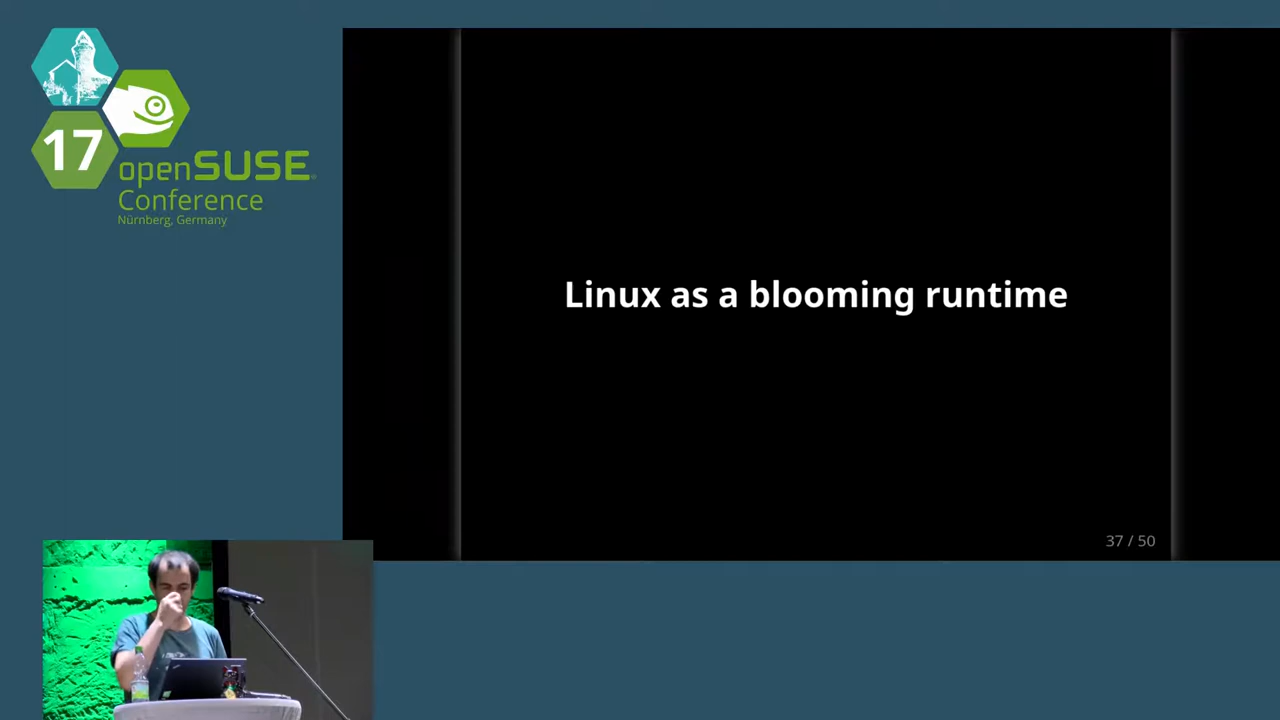 17
openSUSE
Conference
Nürnberg, Germany
Linux as a blooming runtime
37 / 50